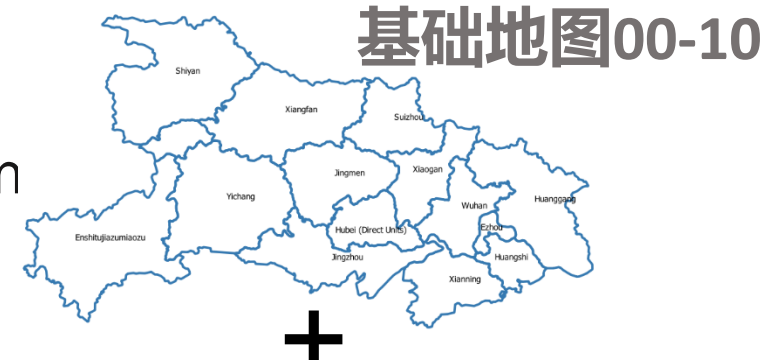 基础地图00-10
Shiyan
Xiangfan
Suizhou
m
Jingmen
Xiaogan
Yichang
Wuhan
Huanggang
Enshitujiazumiaozu
Hubei (Direct Units)
Ezhou
Jingzhou
Huangshi
Xianning
+